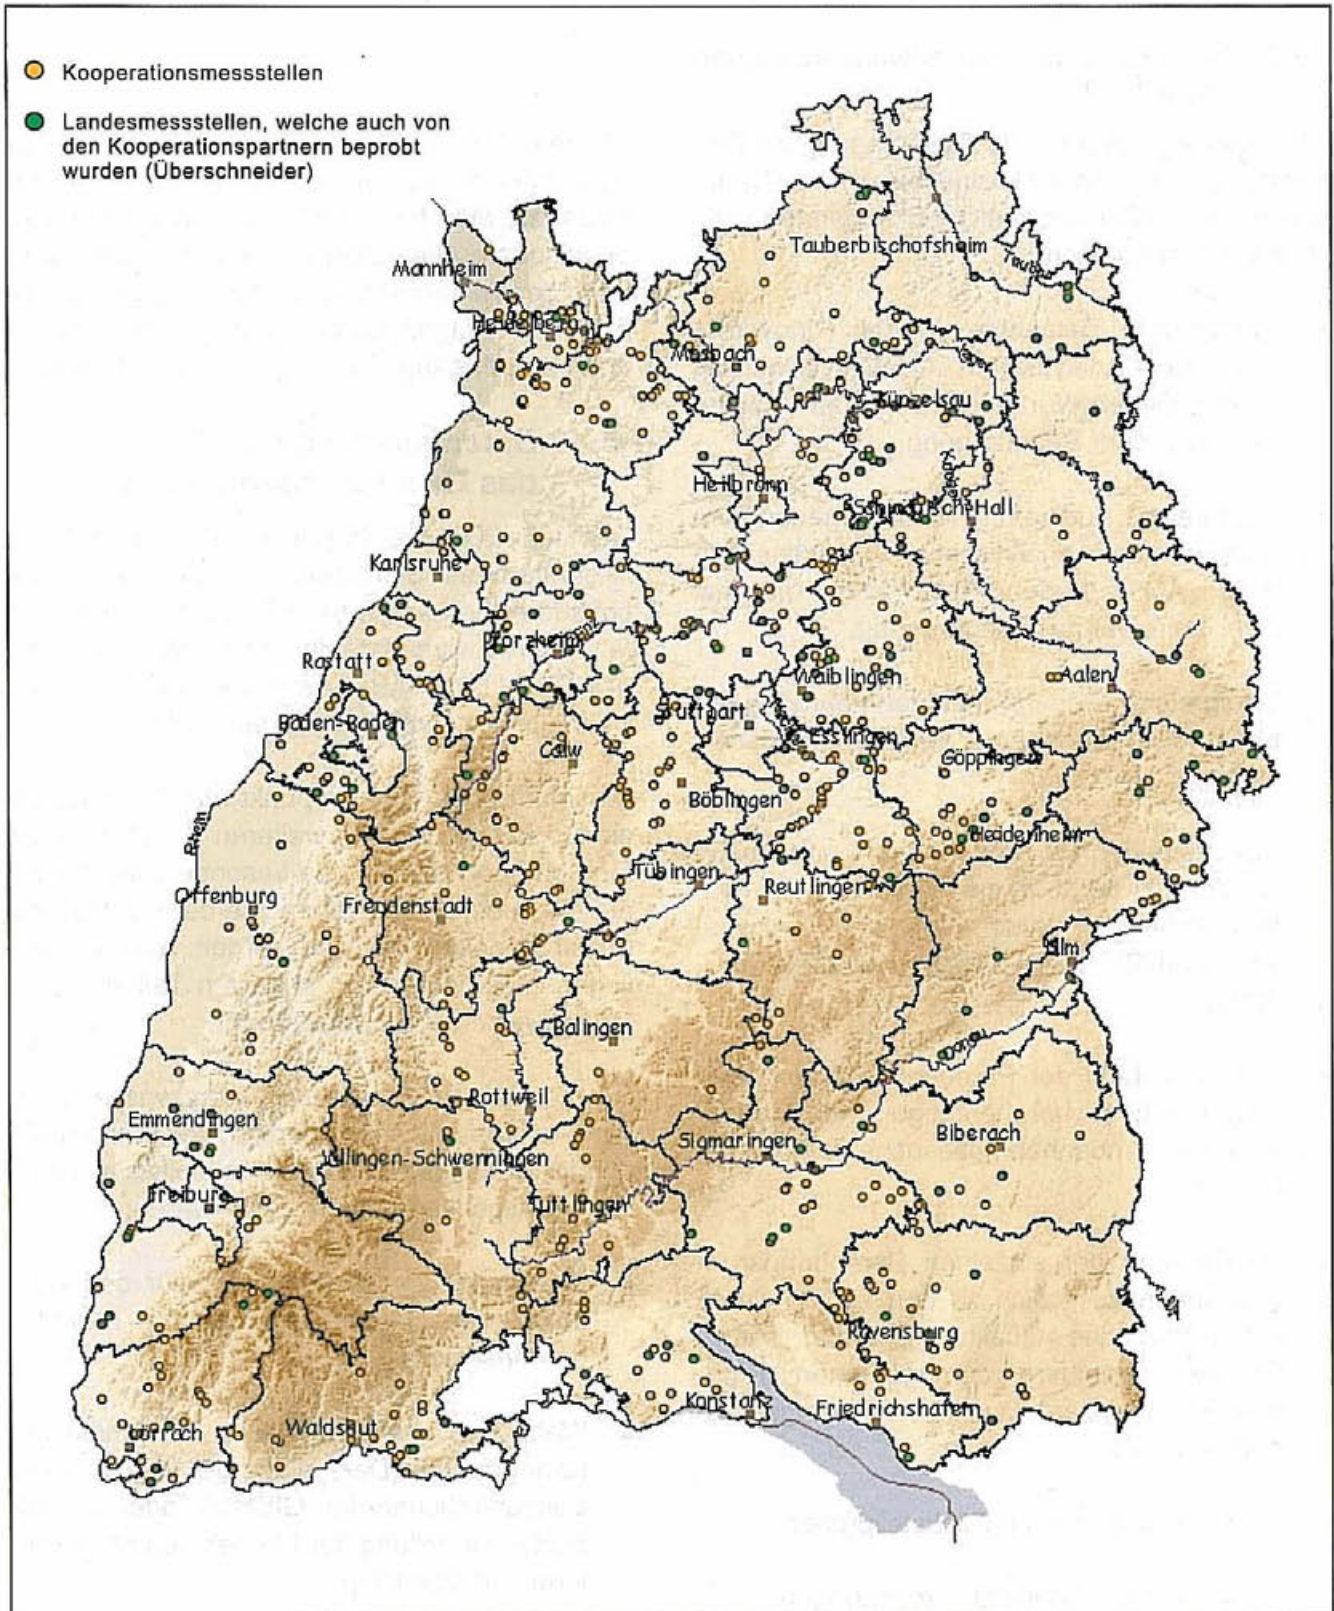 Kooperationsmessstellen
Landesmessstellen, welche auch von
den Kooperationspartnern beprobt
wurden (Überschneider)
Tauberbischofsheim
Tauber
Mannheim
Heidelberg
Mosbach
Künzelsau
Heilbronn
Schwäbisch-Hall
Karlsruhe
Pforzheim
Rastatt
Waiblingen
Aalen
Stuttgart
Baden-Baden
Esslingen
Calw
Göppingen
Böblingen
Rhein
Heidenheim
Tübingen
Reutlingen
Offenburg
Freudenstadt
Ulm
Balingen
Donau
Rottweil
Emmendingen
Sigmaringen
Biberach
Villingen-Schwenningen
Freiburg
Tuttlingen
Ravensburg
Konstanz
Friedrichshafen
Waldshut
Lörrach